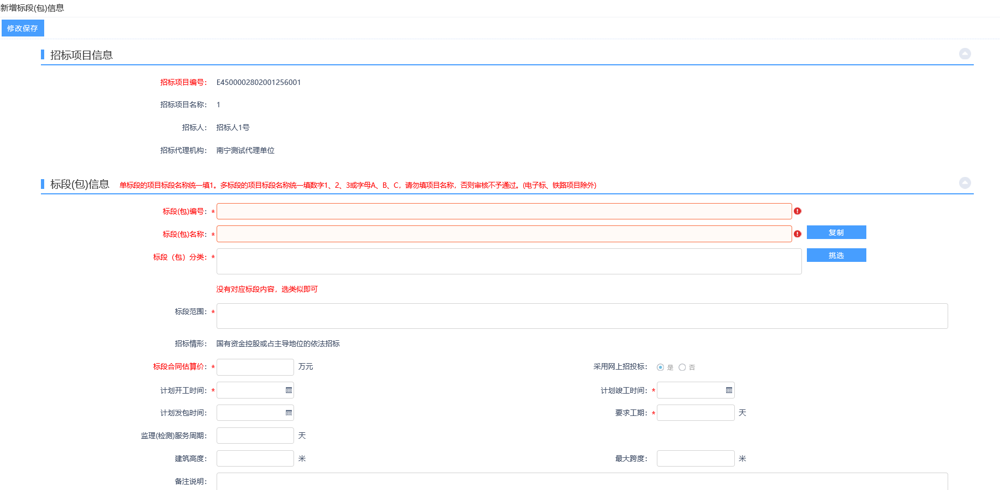 新增标段(包)信息
修改保存
招标项目信息
招标项目编号： E4500002802001256001
招标项目名称： 1
招标人： 招标人1号
招标代理机构： 南宁测试代理单位
标段(包)信息 单标段的项目标段名称统一填1。多标段的项目标段名称统一填数字1、2、3或字母A、B、C，请勿填项目名称，否则审核不予通过。(电子标、铁路项目除外)
标段(包)编号：*
标段(包)名称：* 复制
标段（包）分类：* 挑选
没有对应标段内容，选类似即可
标段范围：*
招标情形： 国有资金控股或占主导地位的依法招标
标段合同估算价：* 万元 采用网上招投标： 是 否
计划开工时间：* 计划竣工时间：*
计划发包时间： 要求工期：* 天
监理(检测)服务周期： 天
建筑高度： 米 最大跨度： 米
备注说明：